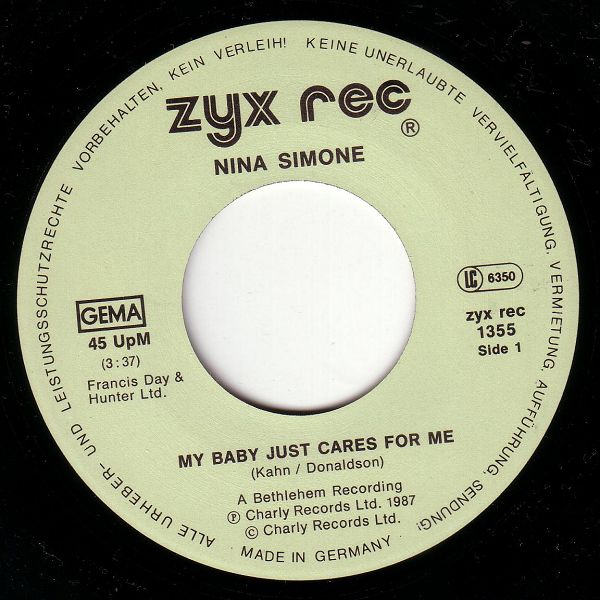 ALLE URHEBER- UND LEISTUNGSSCHUTZRECHTE VORBEHALTEN, KEIN VERLEIH! KEINE UNERLAUBTE VERVIELFÄLTIGUNG, VERMIETUNG, AUFFÜHRUNG, SENDUNG!
zyx rec
®
NINA SIMONE
LC 6350
GEMA
45 UpM
(3:37)
Francis Day &
Hunter Ltd.
zyx rec
1355
Side 1
MY BABY JUST CARES FOR ME
(Kahn / Donaldson)
A Bethlehem Recording
℗ Charly Records Ltd. 1987
© Charly Records Ltd.
MADE IN GERMANY